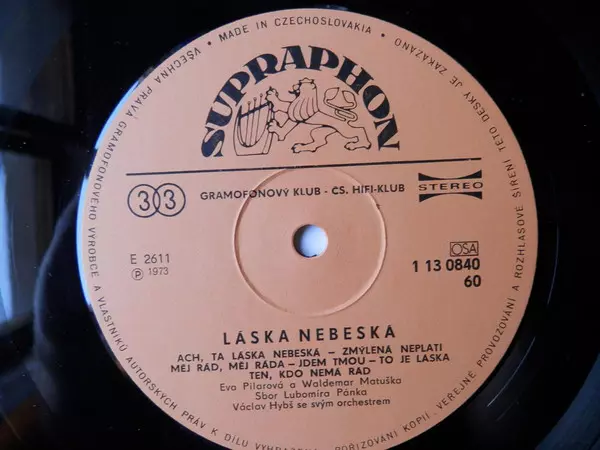 VŠECHNA PRÁVA GRAMOFONOVÉHO VÝROBCE A VLASTNÍKŮ AUTORSKÝCH PRÁV K DÍLU
MADE IN CZECHOSLOVAKIA
POŘIZOVÁNÍ KOPIÍ, VEŘEJNÉ PROVOZOVÁNÍ A ROZHLASOVÉ ŠÍŘENÍ TÉTO DESKY JE ZAKÁZÁNO
SUPRAPHON
33
GRAMOFONOVÝ KLUB - ČS. HIFI-KLUB
STEREO
E 2611
℗ 1973
OSA
1 13 0840
60
LÁSKA NEBESKÁ
ACH, TA LÁSKA NEBESKÁ – ZMÝLENÁ NEPLATÍ
MĚJ RÁD, MĚJ RÁDA – JDEM TMOU – TO JE LÁSKA
TEN, KDO NEMÁ RÁD
Eva Pilarová a Waldemar Matuška
Sbor Lubomíra Pánka
Václav Hybš se svým orchestrem